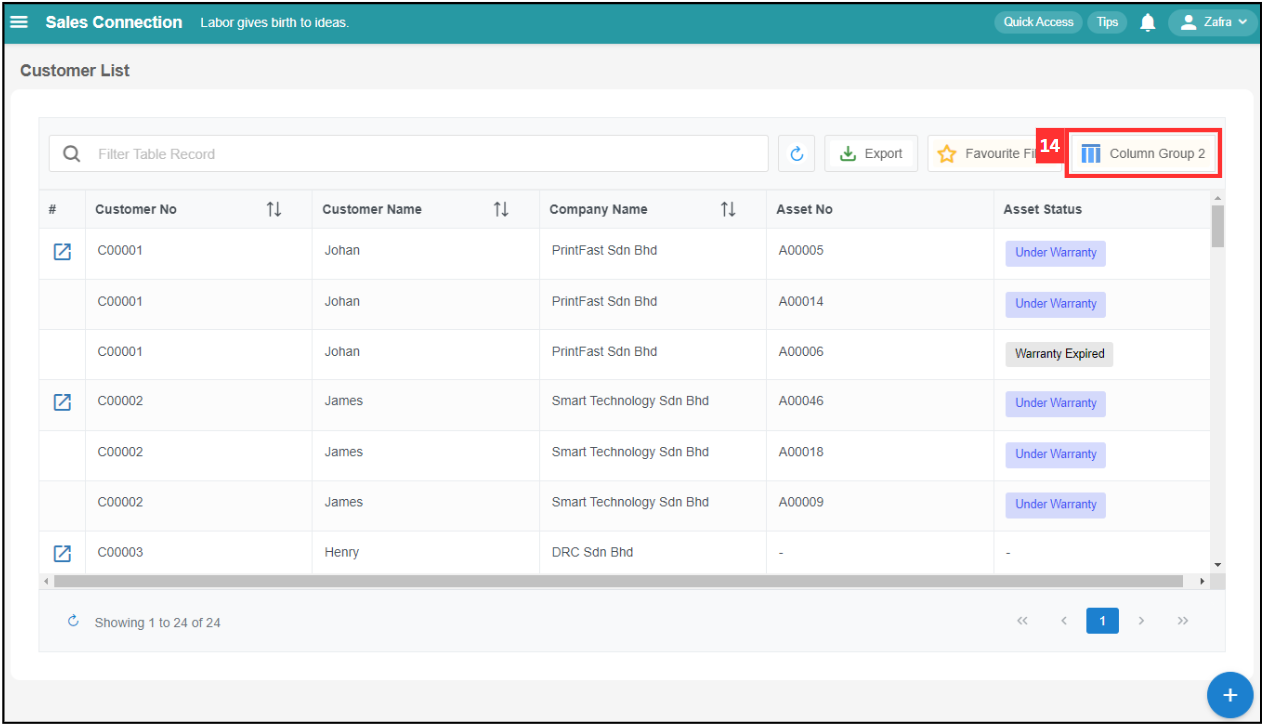 Sales Connection Labor gives birth to ideas. Quick Access Tips Zafra
Customer List
Filter Table Record Export Favourite Fi 14 Column Group 2
# Customer No Customer Name Company Name Asset No Asset Status
C00001 Johan PrintFast Sdn Bhd A00005 Under Warranty
C00001 Johan PrintFast Sdn Bhd A00014 Under Warranty
C00001 Johan PrintFast Sdn Bhd A00006 Warranty Expired
C00002 James Smart Technology Sdn Bhd A00046 Under Warranty
C00002 James Smart Technology Sdn Bhd A00018 Under Warranty
C00002 James Smart Technology Sdn Bhd A00009 Under Warranty
C00003 Henry DRC Sdn Bhd - -
Showing 1 to 24 of 24 « ‹ 1 › »
+